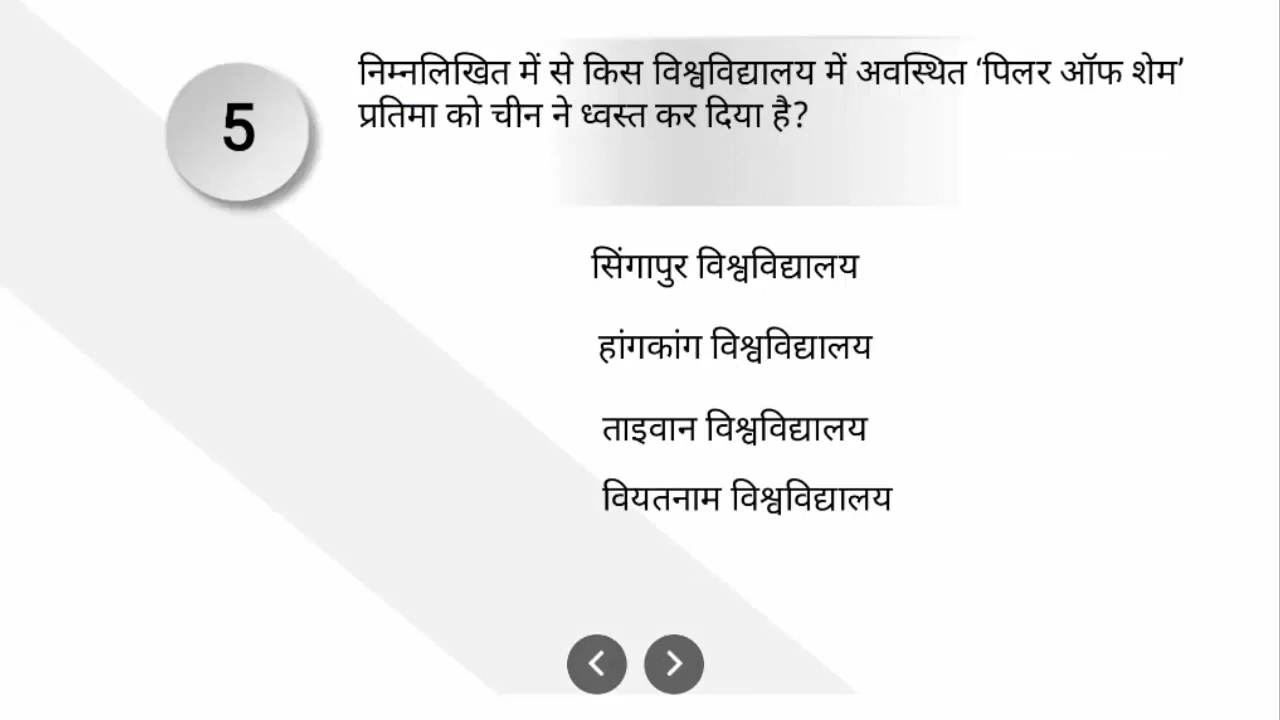 5
निम्नलिखित में से किस विश्वविद्यालय में अवस्थित ‘पिलर ऑफ शेम’
प्रतिमा को चीन ने ध्वस्त कर दिया है?
सिंगापुर विश्वविद्यालय
हांगकांग विश्वविद्यालय
ताइवान विश्वविद्यालय
वियतनाम विश्वविद्यालय